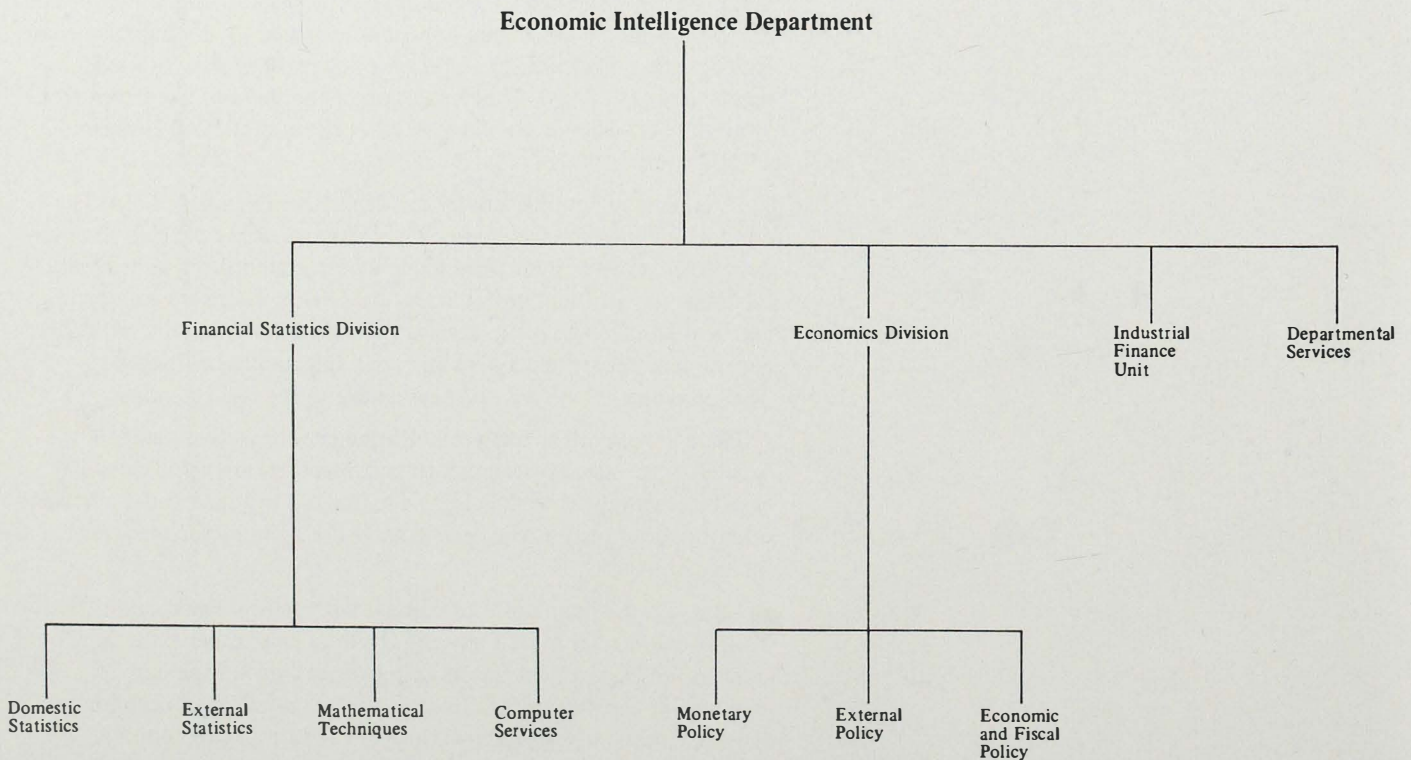 Economic Intelligence Department
Financial Statistics Division
Economics Division
Industrial
Finance
Unit
Departmental
Services
Domestic
Statistics
External
Statistics
Mathematical
Techniques
Computer
Services
Monetary
Policy
External
Policy
Economic
and Fiscal
Policy